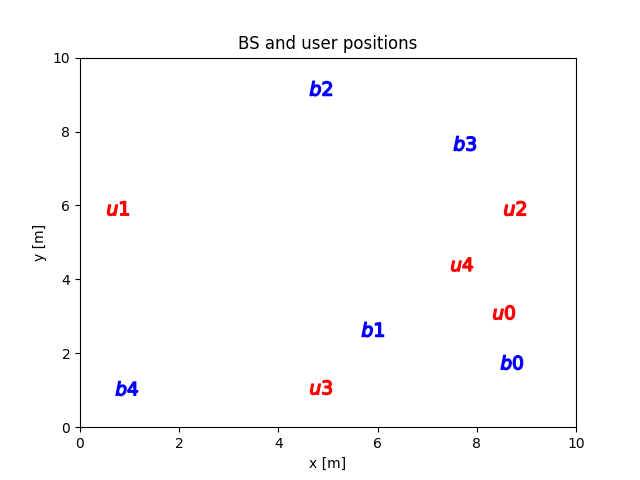 BS and user positions
10
b2
8
b3
6
u1
u2
y [m]
u4
4
u0
b1
2
b0
b4
u3
0
0 2 4 6 8 10
x [m]